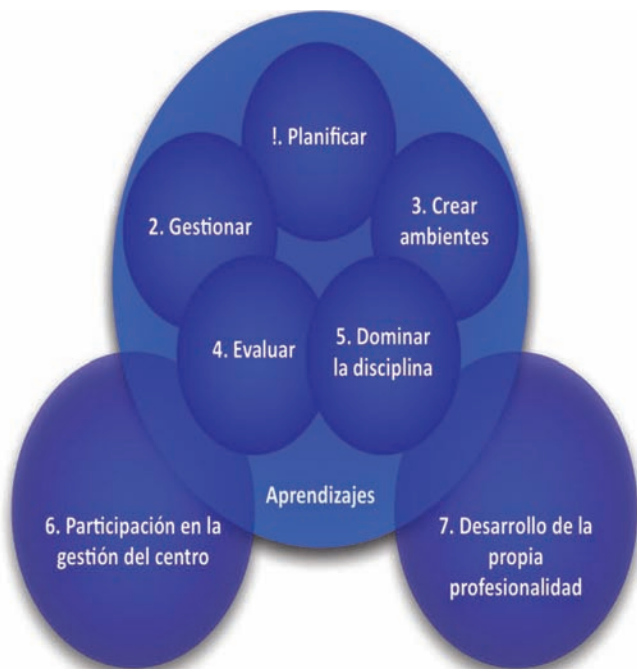 !. Planificar
2. Gestionar
3. Crear
ambientes
4. Evaluar
5. Dominar
la disciplina
Aprendizajes
6. Participación en la
gestión del centro
7. Desarrollo de la
propia
profesionalidad